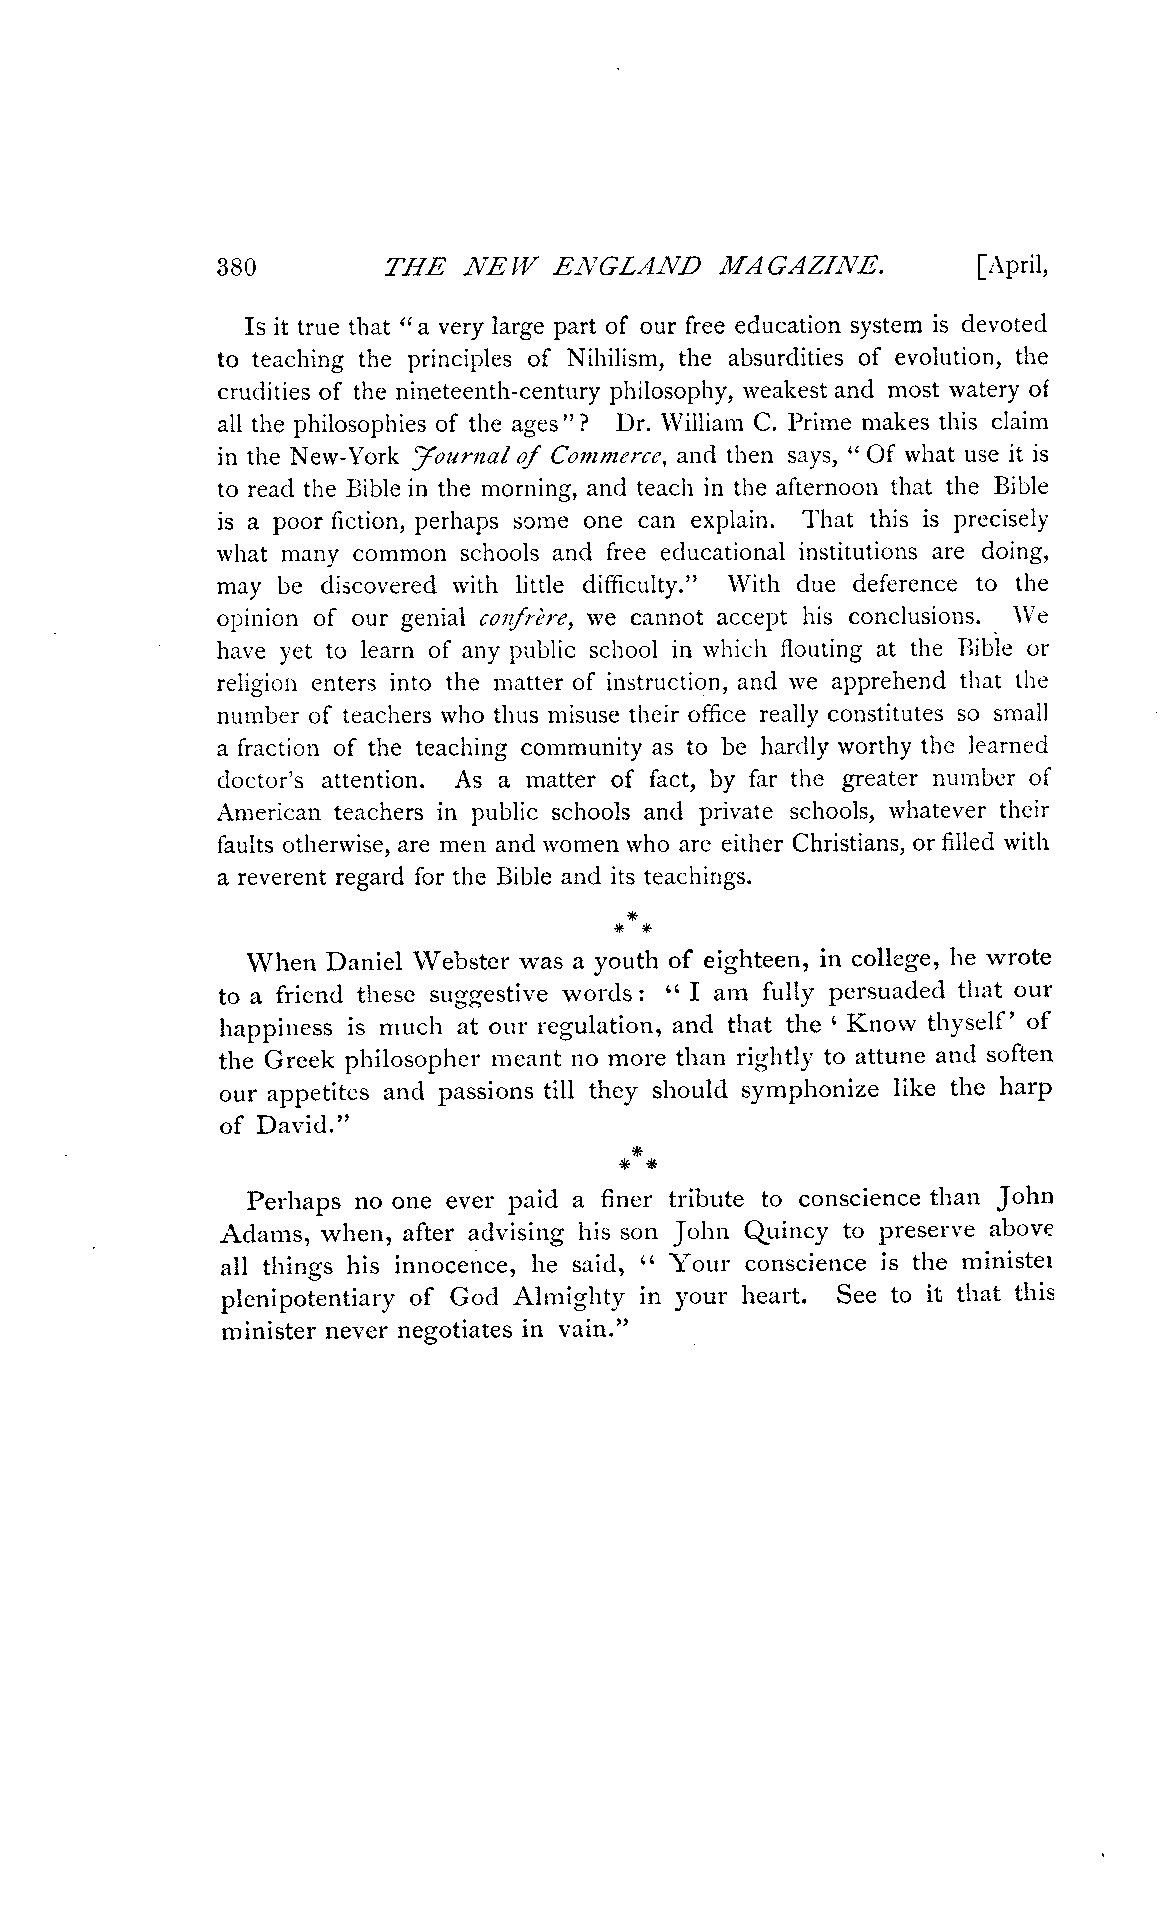 380 THE NEW ENGLAND MAGAZINE. [April,
Is it true that “a very large part of our free education system is devoted
to teaching the principles of Nihilism, the absurdities of evolution, the
crudities of the nineteenth-century philosophy, weakest and most watery of
all the philosophies of the ages”? Dr. William C. Prime makes this claim
in the New-York Journal of Commerce, and then says, “Of what use it is
to read the Bible in the morning, and teach in the afternoon that the Bible
is a poor fiction, perhaps some one can explain. That this is precisely
what many common schools and free educational institutions are doing,
may be discovered with little difficulty.” With due deference to the
opinion of our genial confrère, we cannot accept his conclusions. We
have yet to learn of any public school in which flouting at the Bible or
religion enters into the matter of instruction, and we apprehend that the
number of teachers who thus misuse their office really constitutes so small
a fraction of the teaching community as to be hardly worthy the learned
doctor's attention. As a matter of fact, by far the greater number of
American teachers in public schools and private schools, whatever their
faults otherwise, are men and women who are either Christians, or filled with
a reverent regard for the Bible and its teachings.
***
When Daniel Webster was a youth of eighteen, in college, he wrote
to a friend these suggestive words: “I am fully persuaded that our
happiness is much at our regulation, and that the ‘Know thyself’ of
the Greek philosopher meant no more than rightly to attune and soften
our appetites and passions till they should symphonize like the harp
of David.”
***
Perhaps no one ever paid a finer tribute to conscience than John
Adams, when, after advising his son John Quincy to preserve above
all things his innocence, he said, “Your conscience is the minister
plenipotentiary of God Almighty in your heart. See to it that this
minister never negotiates in vain.”